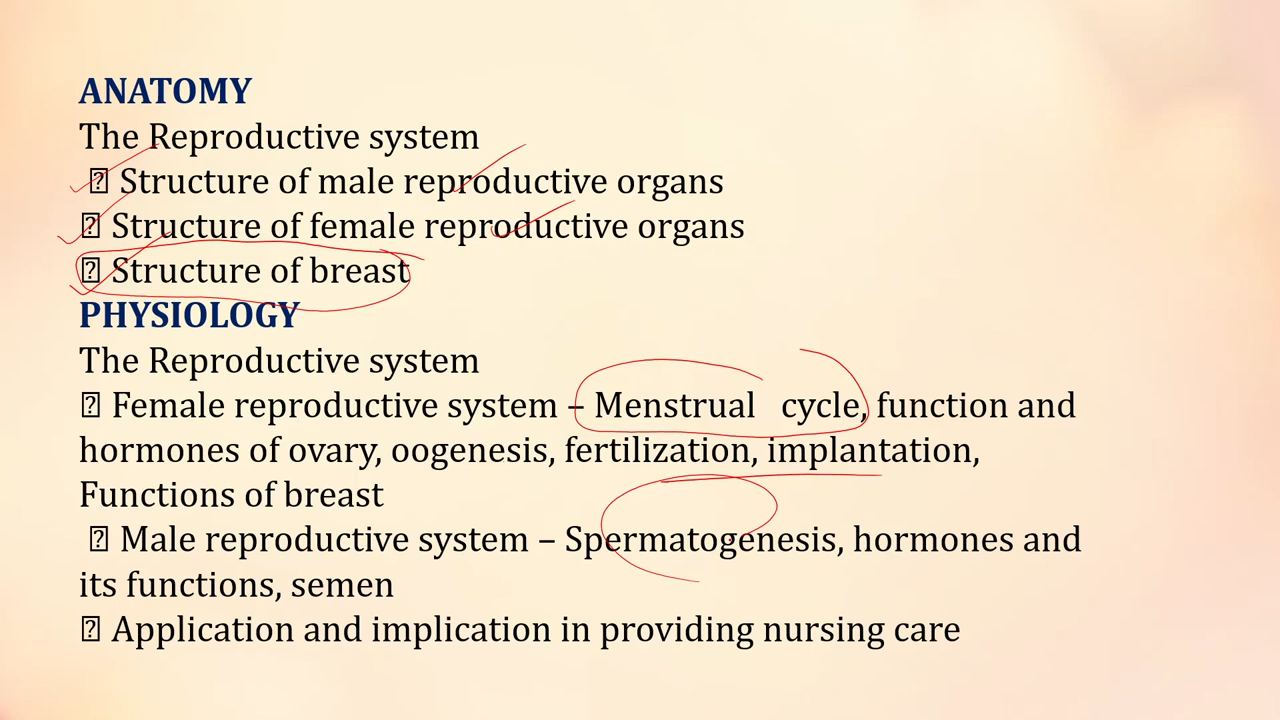 ANATOMY
The Reproductive system
⍰ Structure of male reproductive organs
⍰ Structure of female reproductive organs
⍰ Structure of breast
PHYSIOLOGY
The Reproductive system
⍰ Female reproductive system – Menstrual cycle, function and
hormones of ovary, oogenesis, fertilization, implantation,
Functions of breast
⍰ Male reproductive system – Spermatogenesis, hormones and
its functions, semen
⍰ Application and implication in providing nursing care